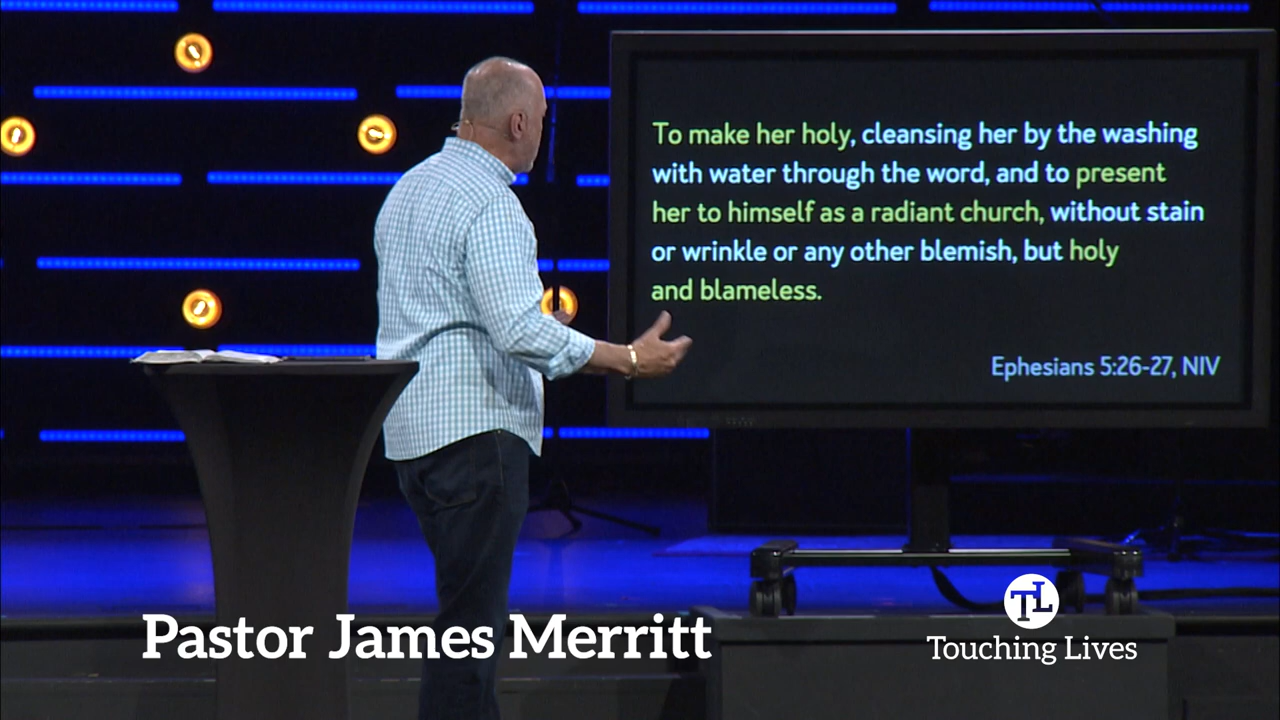 To make her holy, cleansing her by the washing
with water through the word, and to present
her to himself as a radiant church, without stain
or wrinkle or any other blemish, but holy
and blameless.
Ephesians 5:26-27, NIV
Pastor James Merritt
TL
Touching Lives